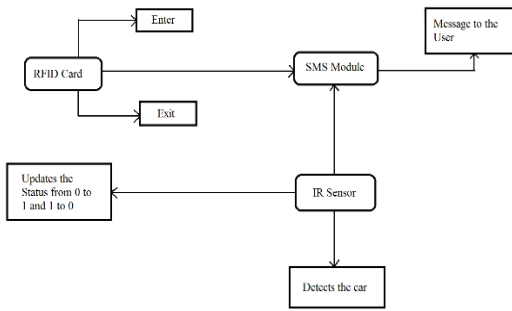 Enter
Message to the
User
RFID Card
SMS Module
Exit
Updates the
Status from 0 to
1 and 1 to 0
IR Sensor
Detects the car